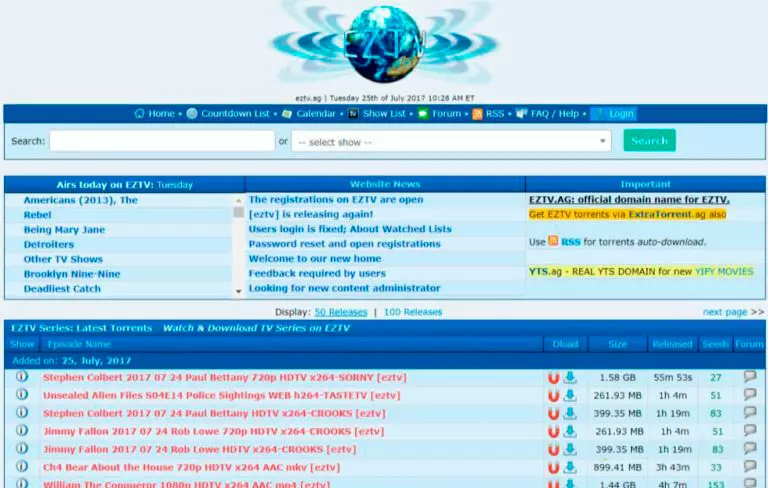 EZTV
eztv.ag | Tuesday 25th of July 2017 10:28 AM ET
Home • Countdown List • Calendar • TV Show List • Forum • RSS • FAQ / Help • Login
Search: or -- select show -- Search
Airs today on EZTV: Tuesday
Americans (2013), The
Rebel
Being Mary Jane
Detroiters
Other TV Shows
Brooklyn Nine-Nine
Deadliest Catch
Website News
The registrations on EZTV are open
[eztv] is releasing again!
Users login is fixed; About Watched Lists
Password reset and open registrations
Welcome to our new home
Feedback required by users
Looking for new content administrator
Important
EZTV.AG: official domain name for EZTV.
Get EZTV torrents via ExtraTorrent.ag also
Use RSS for torrents auto-download.
YTS.ag - REAL YTS DOMAIN for new YIFY MOVIES
Display: 50 Releases | 100 Releases next page >>
EZTV Series: Latest Torrents Watch & Download TV Series on EZTV
Show Episode Name Dload Size Released Seeds Forum
Added on: 25, July, 2017
Stephen Colbert 2017 07 24 Paul Bettany 720p HDTV x264-SORNY [eztv] 1.58 GB 55m 53s 27
Unsealed Alien Files S04E14 Police Sightings WEB h264-TASTETV [eztv] 261.93 MB 1h 4m 51
Stephen Colbert 2017 07 24 Paul Bettany HDTV x264-CROOKS [eztv] 399.35 MB 1h 19m 83
Jimmy Fallon 2017 07 24 Rob Lowe 720p HDTV x264-CROOKS [eztv] 261.93 MB 1h 4m 51
Jimmy Fallon 2017 07 24 Rob Lowe HDTV x264-CROOKS [eztv] 399.35 MB 1h 19m 83
Ch4 Bear About the House 720p HDTV x264 AAC mkv [eztv] 899.41 MB 3h 43m 33
William The Conqueror 1080p HDTV x264 AAC mp4 [eztv] 1.44 GB 4h 7m 153